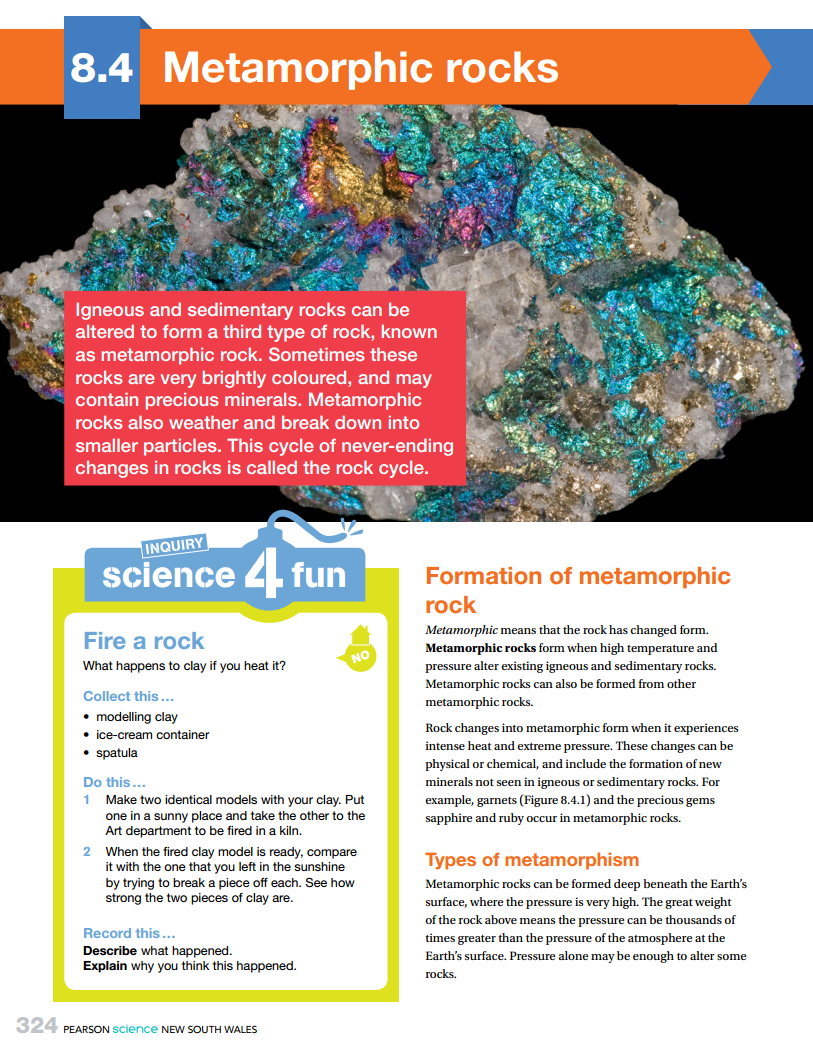 8.4 Metamorphic rocks
Igneous and sedimentary rocks can be
altered to form a third type of rock, known
as metamorphic rock. Sometimes these
rocks are very brightly coloured, and may
contain precious minerals. Metamorphic
rocks also weather and break down into
smaller particles. This cycle of never-ending
changes in rocks is called the rock cycle.
INQUIRY
science 4 fun
Fire a rock
NO
What happens to clay if you heat it?
Collect this…
• modelling clay
• ice-cream container
• spatula
Do this…
1 Make two identical models with your clay. Put
one in a sunny place and take the other to the
Art department to be fired in a kiln.
2 When the fired clay model is ready, compare
it with the one that you left in the sunshine
by trying to break a piece off each. See how
strong the two pieces of clay are.
Record this…
Describe what happened.
Explain why you think this happened.
Formation of metamorphic
rock
Metamorphic means that the rock has changed form.
Metamorphic rocks form when high temperature and
pressure alter existing igneous and sedimentary rocks.
Metamorphic rocks can also be formed from other
metamorphic rocks.
Rock changes into metamorphic form when it experiences
intense heat and extreme pressure. These changes can be
physical or chemical, and include the formation of new
minerals not seen in igneous or sedimentary rocks. For
example, garnets (Figure 8.4.1) and the precious gems
sapphire and ruby occur in metamorphic rocks.
Types of metamorphism
Metamorphic rocks can be formed deep beneath the Earth's
surface, where the pressure is very high. The great weight
of the rock above means the pressure can be thousands of
times greater than the pressure of the atmosphere at the
Earth's surface. Pressure alone may be enough to alter some
rocks.
324 PEARSON science NEW SOUTH WALES